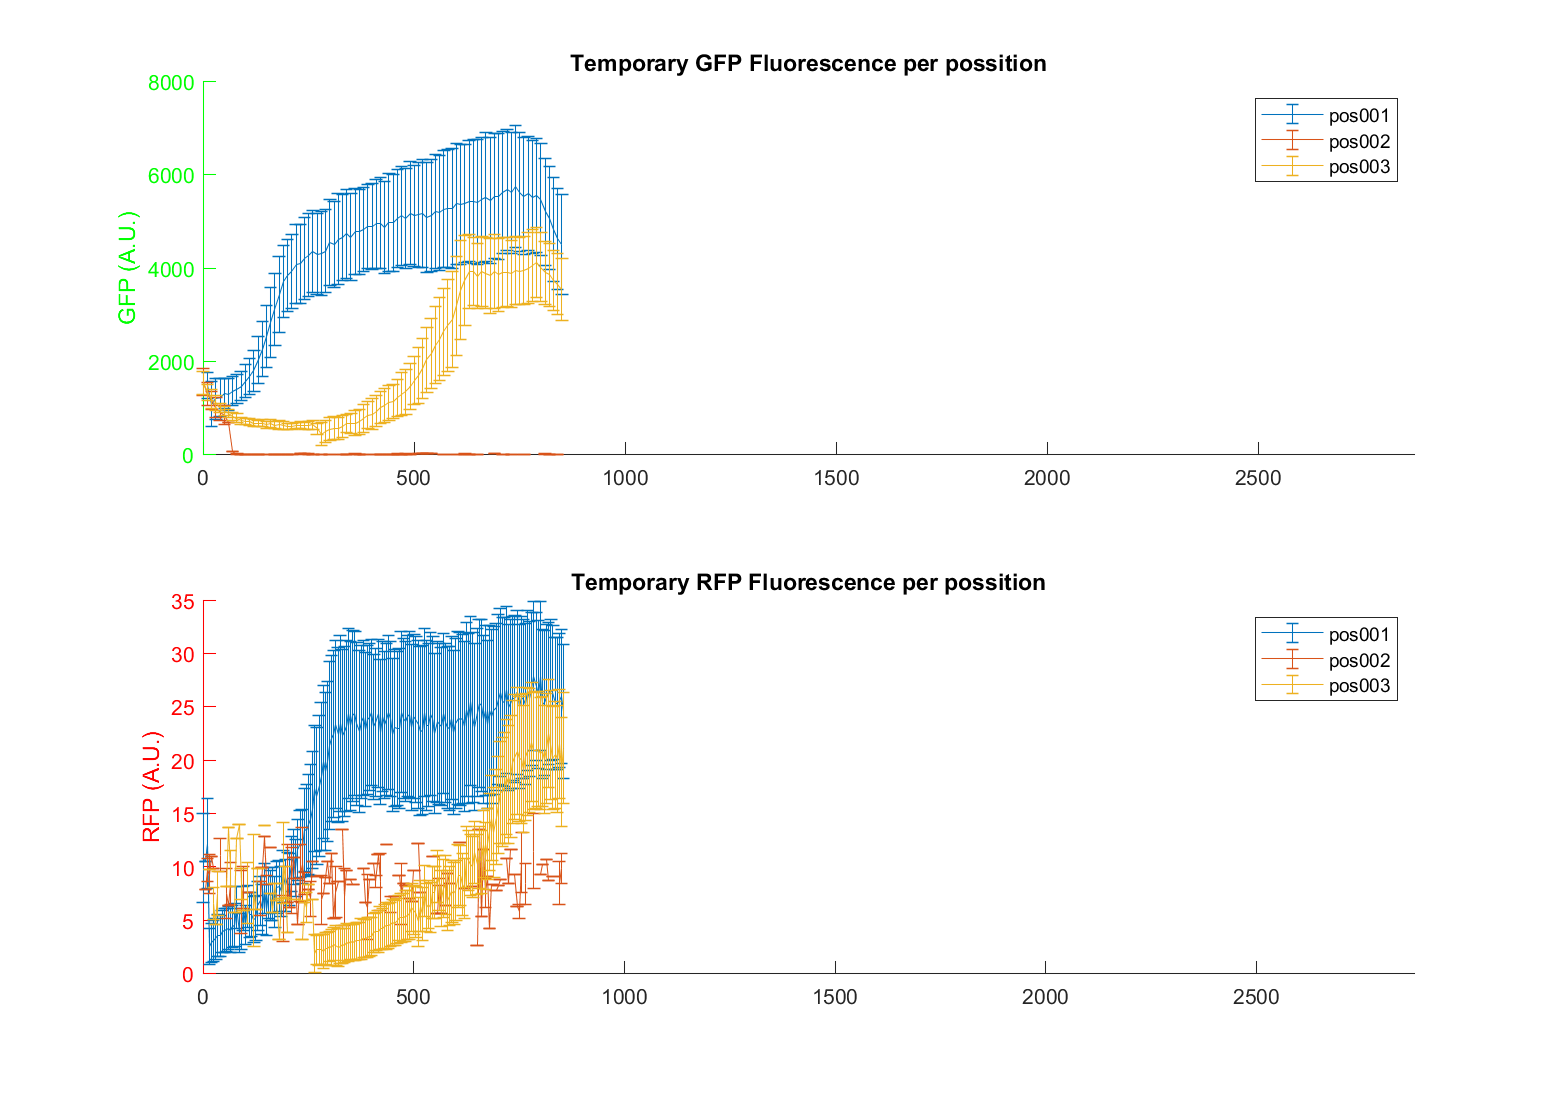 Temporary GFP Fluorescence per possition
8000
6000
4000
2000
0
GFP (A.U.)
0 500 1000 1500 2000 2500
pos001
pos002
pos003
Temporary RFP Fluorescence per possition
35
30
25
20
15
10
5
0
RFP (A.U.)
0 500 1000 1500 2000 2500
pos001
pos002
pos003